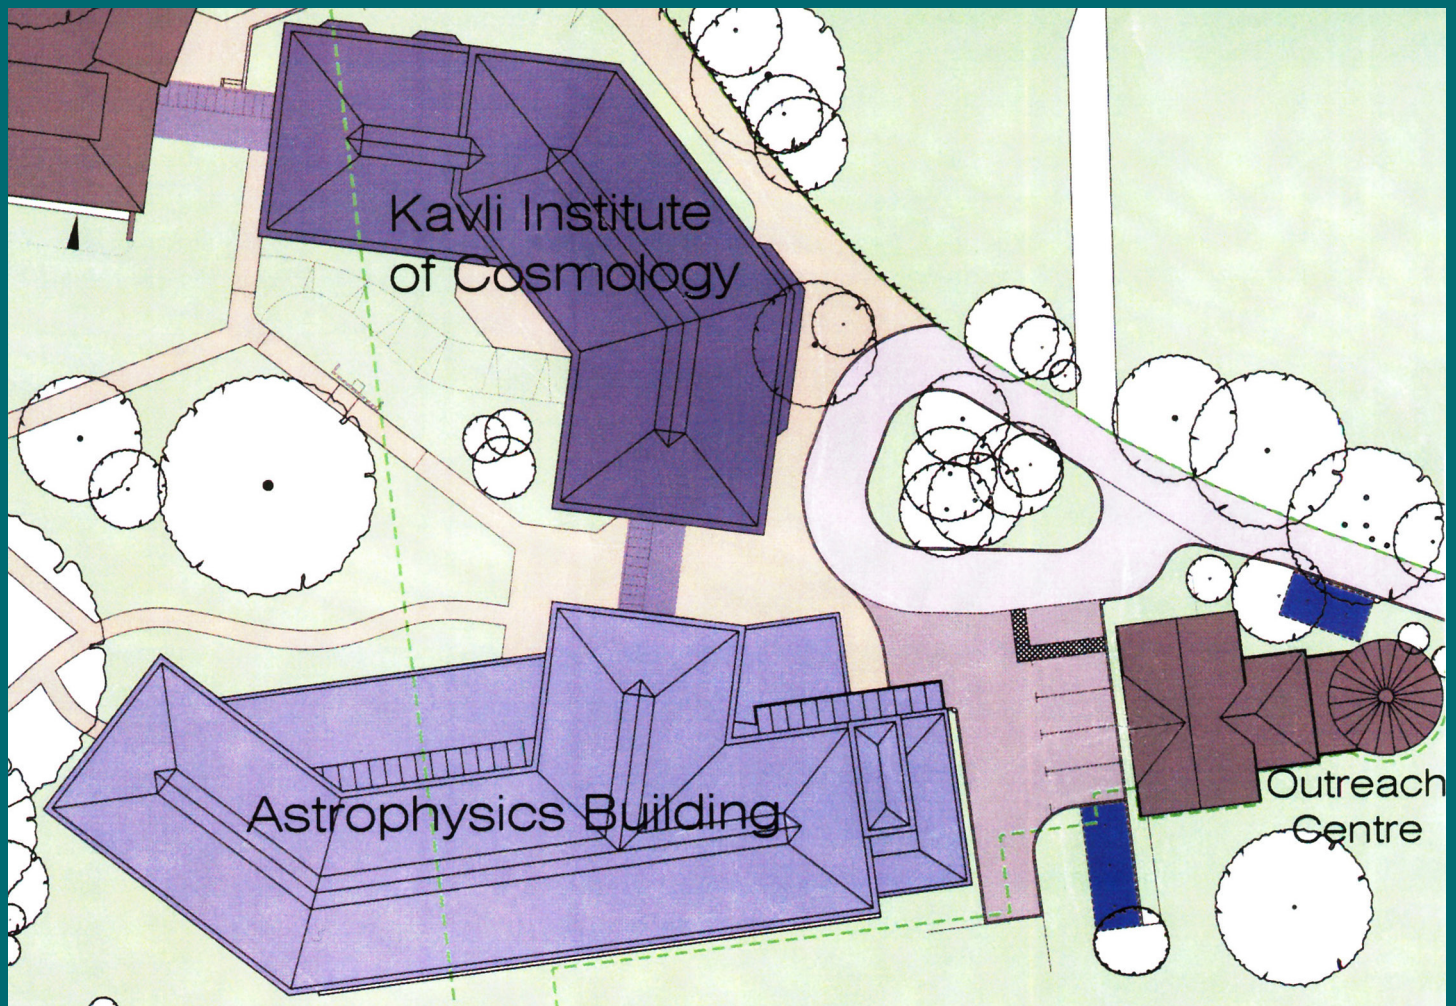 Kavli Institute
of Cosmology
Astrophysics Building
Outreach
Centre